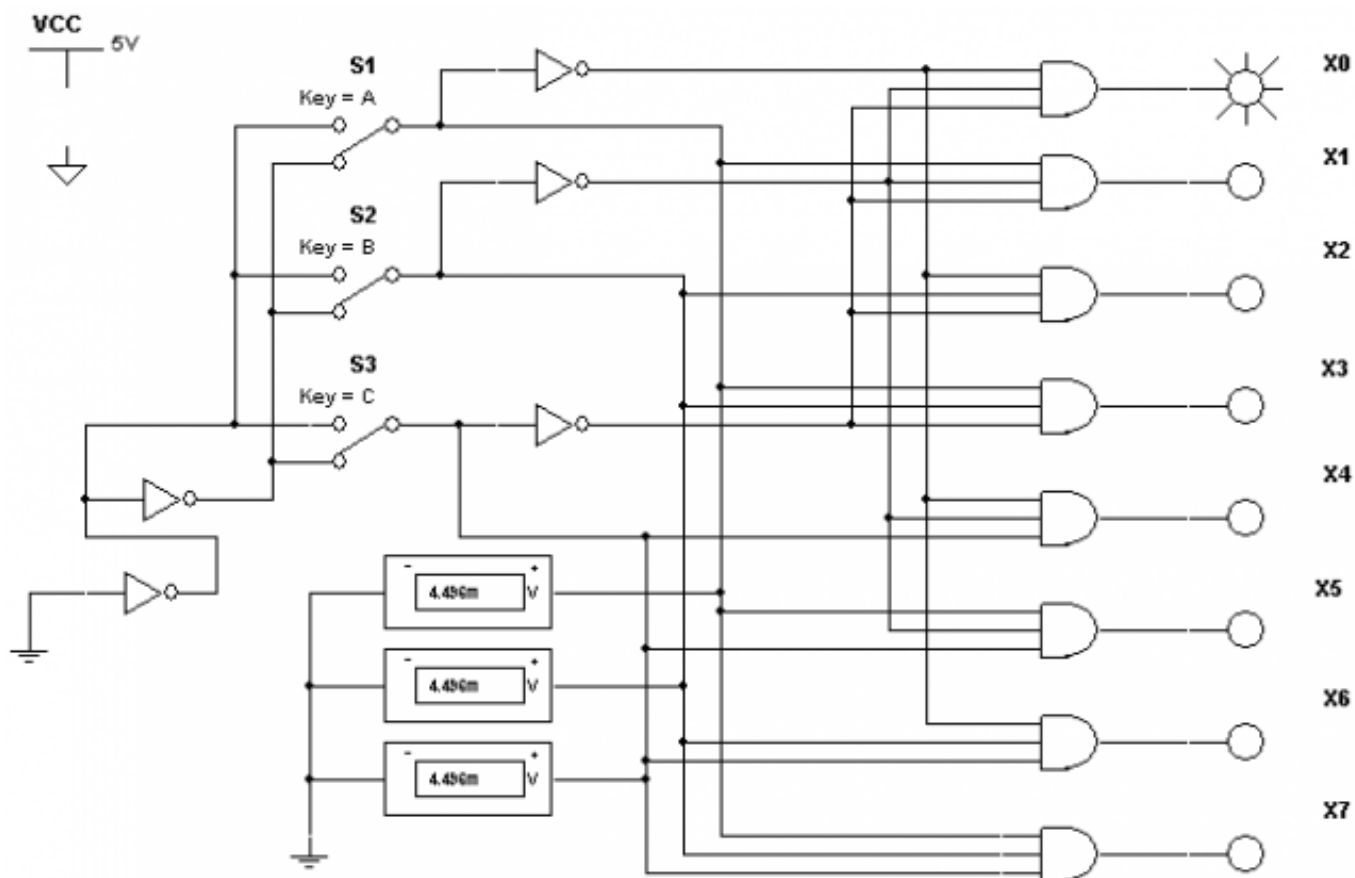 VCC
5V
S1
Key = A
S2
Key = B
S3
Key = C
- +
4.496m V
- +
4.496m V
- +
4.496m V
X0
X1
X2
X3
X4
X5
X6
X7